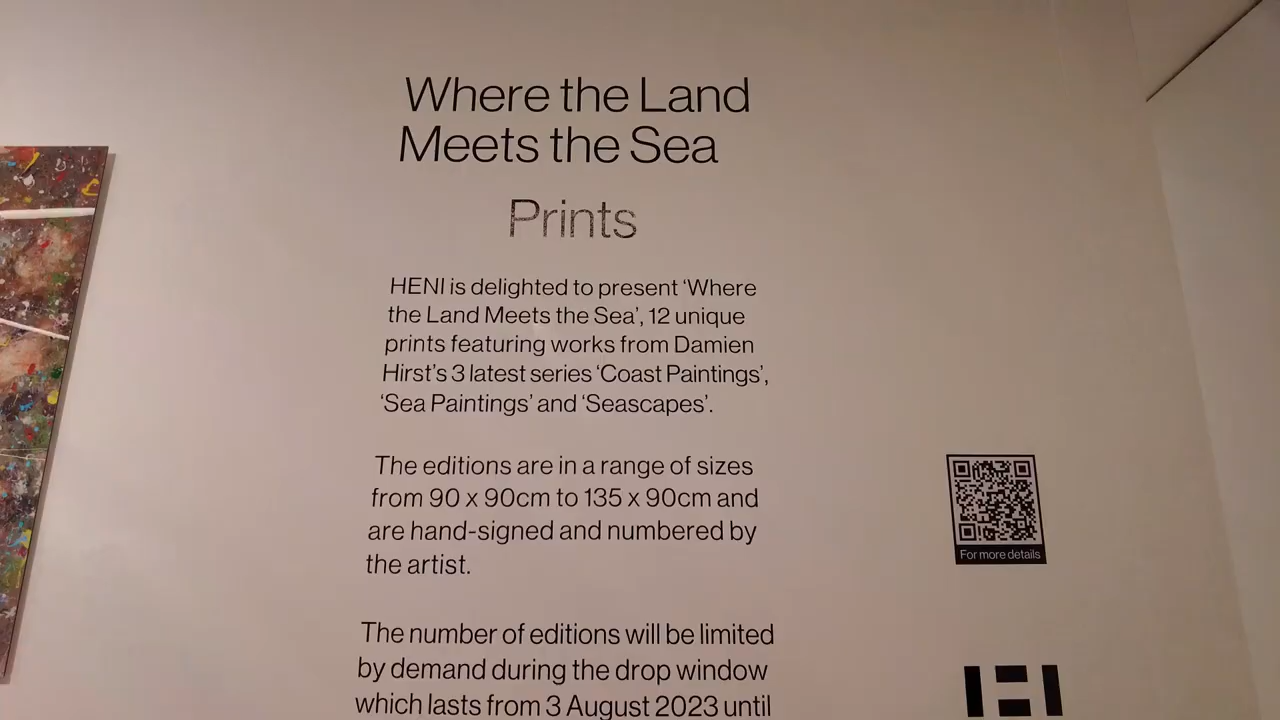 Where the Land
Meets the Sea
Prints
HENI is delighted to present ‘Where
the Land Meets the Sea’, 12 unique
prints featuring works from Damien
Hirst’s 3 latest series ‘Coast Paintings’,
‘Sea Paintings’ and ‘Seascapes’.
The editions are in a range of sizes
from 90 x 90cm to 135 x 90cm and
are hand-signed and numbered by
the artist.
The number of editions will be limited
by demand during the drop window
which lasts from 3 August 2023 until
For more details